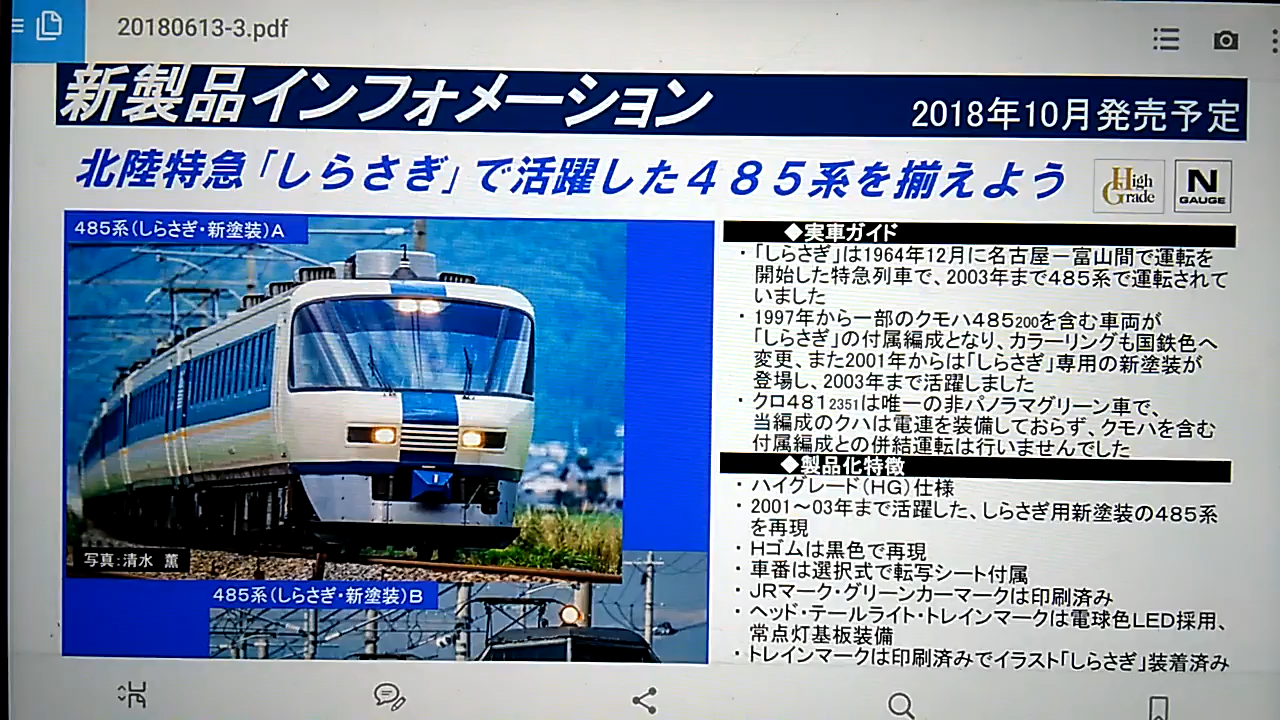 20180613-3.pdf
新製品インフォメーション
2018年10月発売予定
北陸特急「しらさぎ」で活躍した485系を揃えよう
High Grade
N GAUGE
485系(しらさぎ・新塗装)A
写真:清水 薫
485系(しらさぎ・新塗装)B
◆実車ガイド
・「しらさぎ」は1964年12月に名古屋－富山間で運転を
開始した特急列車で、2003年まで485系で運転されて
いました
・1997年から一部のクモハ485200を含む車両が
「しらさぎ」の付属編成となり、カラーリングも国鉄色へ
変更、また2001年からは「しらさぎ」専用の新塗装が
登場し、2003年まで活躍しました
・クロ4812351は唯一の非パノラマグリーン車で、
当編成のクハは電連を装備しておらず、クモハを含む
付属編成との併結運転は行いませんでした
◆製品化特徴
・ハイグレード(HG)仕様
・2001～03年まで活躍した、しらさぎ用新塗装の485系
を再現
・Hゴムは黒色で再現
・車番は選択式で転写シート付属
・JRマーク・グリーンカーマークは印刷済み
・ヘッド・テールライト・トレインマークは電球色LED採用、
常点灯基板装備
・トレインマークは印刷済みでイラスト「しらさぎ」装着済み